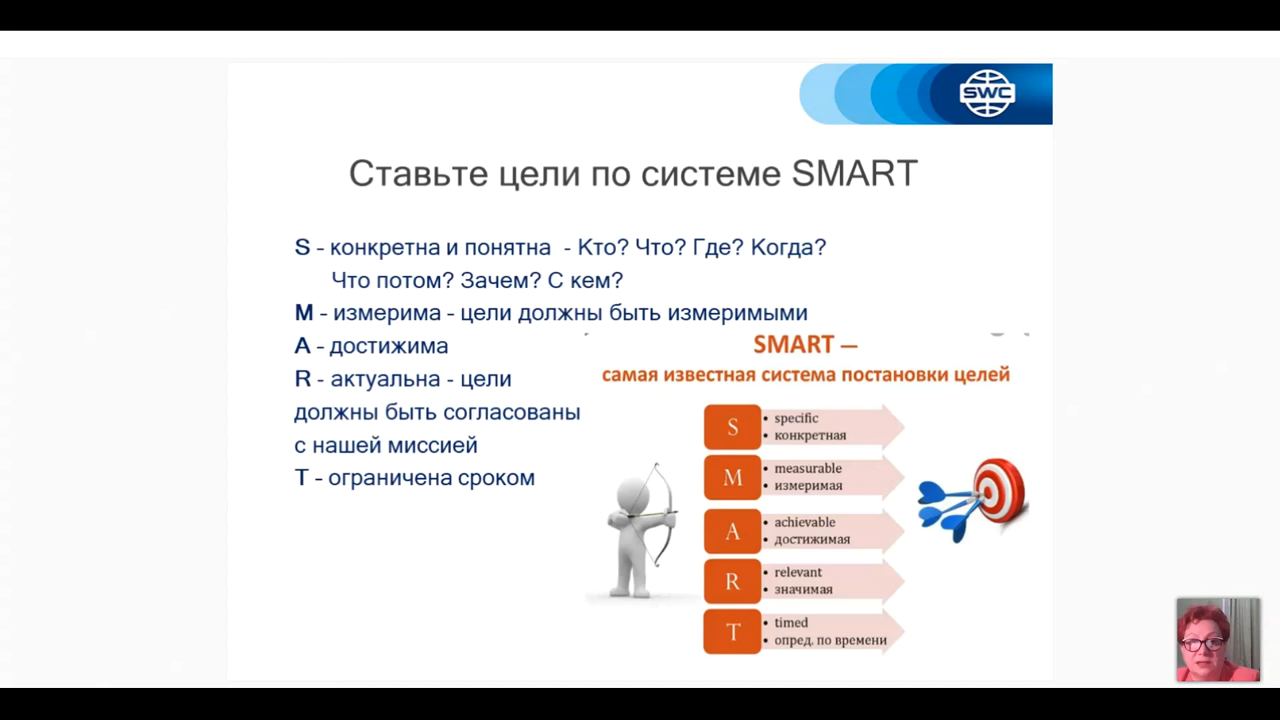 SWC
Ставьте цели по системе SMART
S - конкретна и понятна - Кто? Что? Где? Когда?
Что потом? Зачем? С кем?
M - измерима - цели должны быть измеримыми
A - достижима
R - актуальна - цели
должны быть согласованы
с нашей миссией
T - ограничена сроком
SMART —
самая известная система постановки целей
S
• specific
• конкретная
M
• measurable
• измеримая
A
• achievable
• достижимая
R
• relevant
• значимая
T
• timed
• опред. по времени